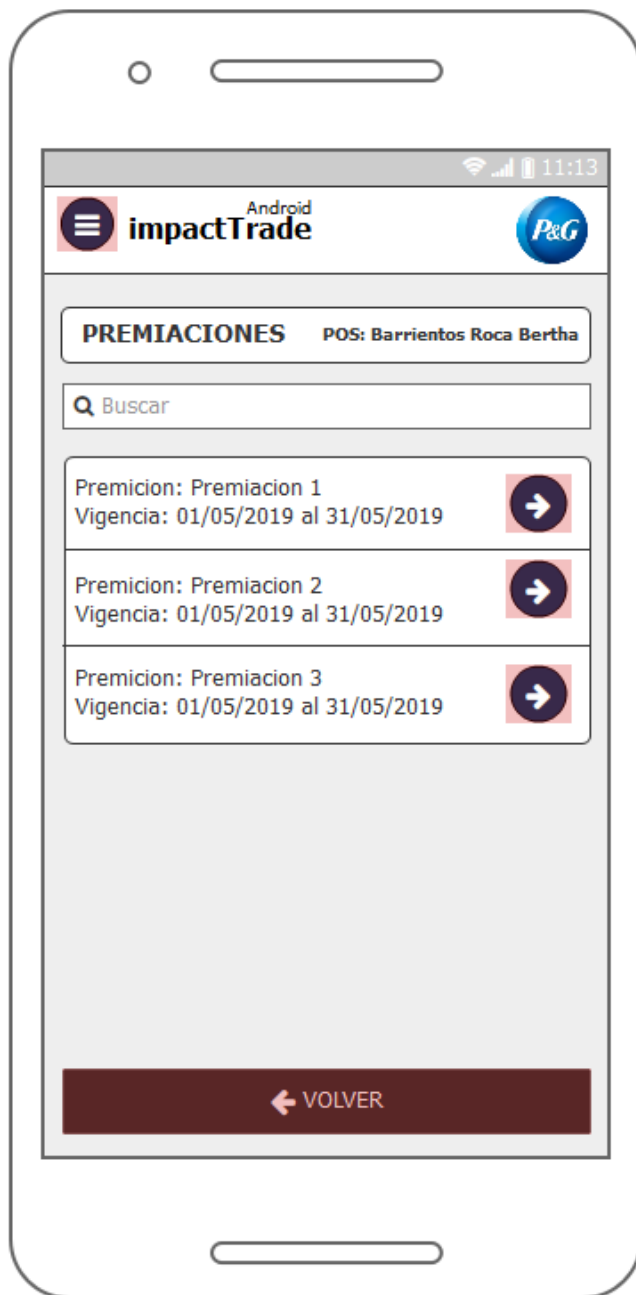 11:13
Android
impactTrade
P&G
PREMIACIONES POS: Barrientos Roca Bertha
Buscar
Premicion: Premiacion 1
Vigencia: 01/05/2019 al 31/05/2019
Premicion: Premiacion 2
Vigencia: 01/05/2019 al 31/05/2019
Premicion: Premiacion 3
Vigencia: 01/05/2019 al 31/05/2019
VOLVER